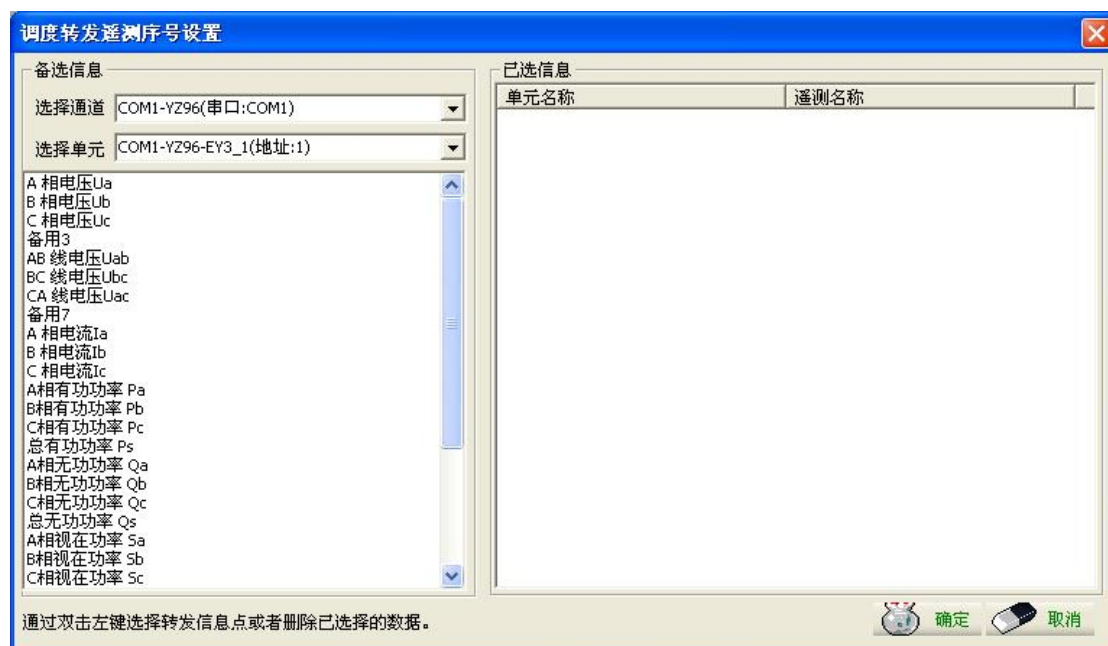 调度转发遥测序号设置
备选信息
选择通道 COM1-YZ96(串口:COM1)
选择单元 COM1-YZ96-EY3_1(地址:1)
A 相电压Ua
B 相电压Ub
C 相电压Uc
备用3
AB 线电压Uab
BC 线电压Ubc
CA 线电压Uac
备用7
A 相电流Ia
B 相电流Ib
C 相电流Ic
A相有功功率 Pa
B相有功功率 Pb
C相有功功率 Pc
总有功功率 Ps
A相无功功率 Qa
B相无功功率 Qb
C相无功功率 Qc
总无功功率 Qs
A相视在功率 Sa
B相视在功率 Sb
C相视在功率 Sc
已选信息
单元名称 遥测名称
通过双击左键选择转发信息点或者删除已选择的数据。
确定 取消